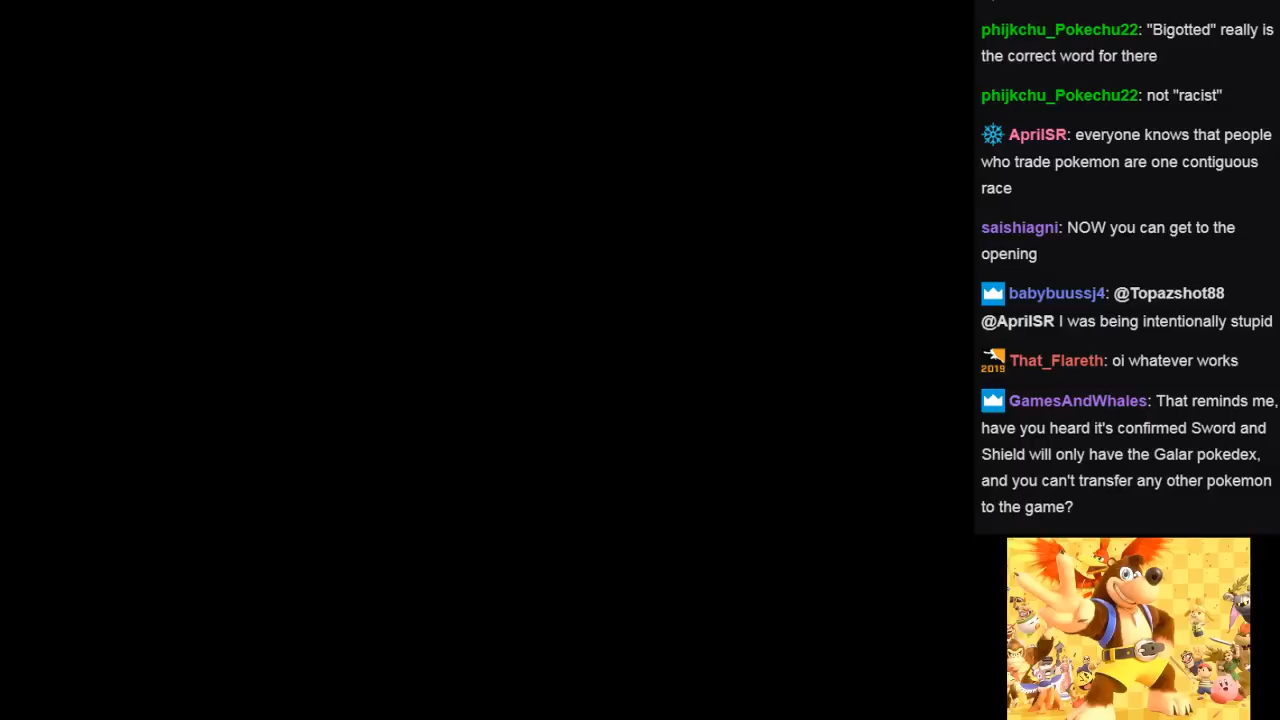 phijkchu_Pokechu22: "Bigotted" really is
the correct word for there
phijkchu_Pokechu22: not "racist"
AprilSR: everyone knows that people
who trade pokemon are one contiguous
race
saishiagni: NOW you can get to the
opening
babybuussj4: @Topazshot88
@AprilSR I was being intentionally stupid
2019 That_Flareth: oi whatever works
GamesAndWhales: That reminds me,
have you heard it's confirmed Sword and
Shield will only have the Galar pokedex,
and you can't transfer any other pokemon
to the game?